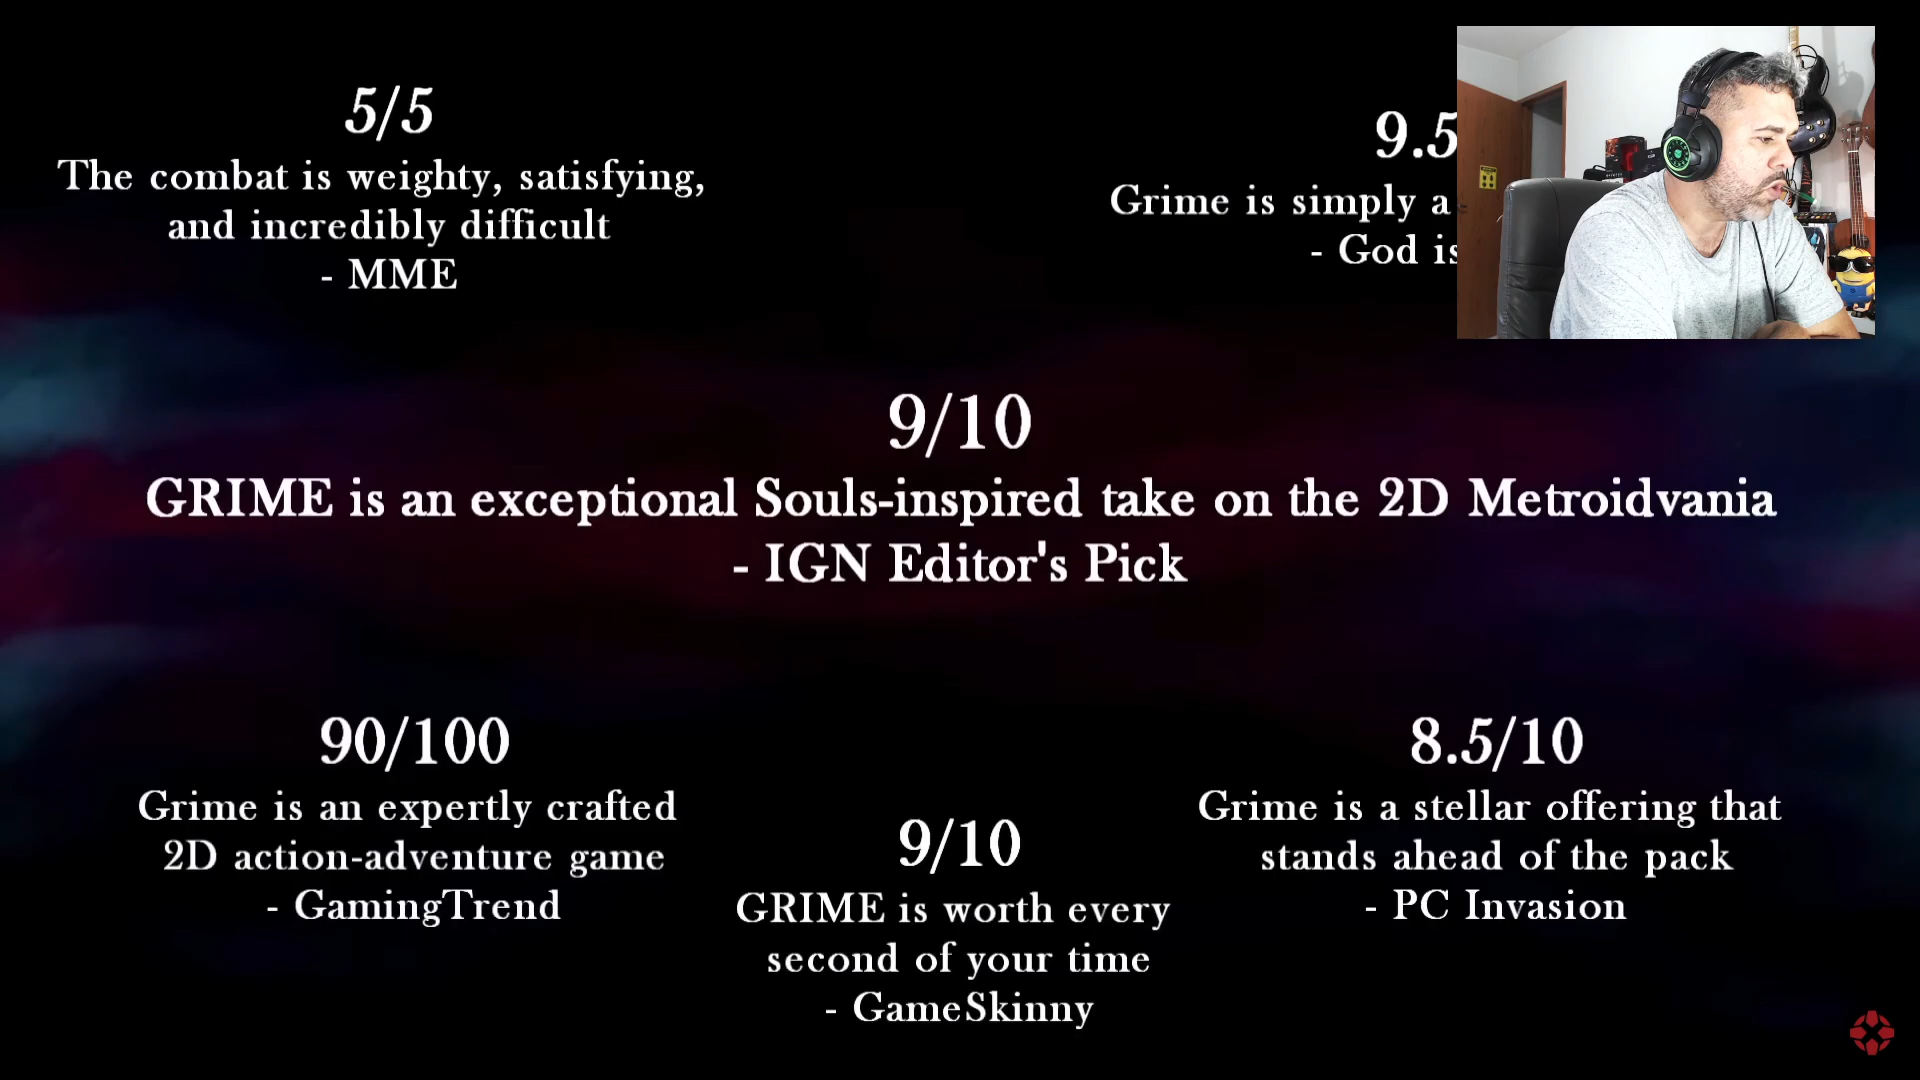 5/5
The combat is weighty, satisfying,
and incredibly difficult
- MME
9.5
Grime is simply a
- God is
9/10
GRIME is an exceptional Souls-inspired take on the 2D Metroidvania
- IGN Editor's Pick
90/100
Grime is an expertly crafted
2D action-adventure game
- GamingTrend
9/10
GRIME is worth every
second of your time
- GameSkinny
8.5/10
Grime is a stellar offering that
stands ahead of the pack
- PC Invasion